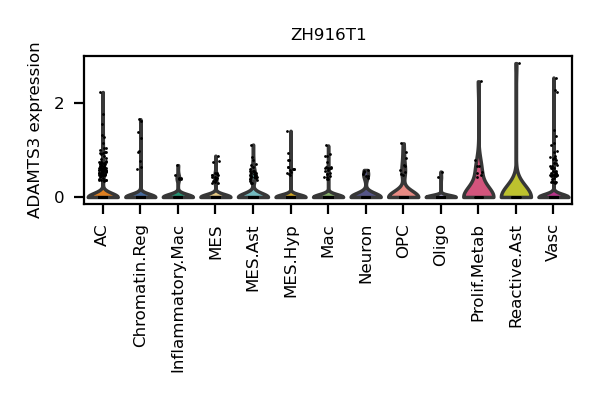 ZH916T1
ADAMTS3 expression
2
0
AC
Chromatin.Reg
Inflammatory.Mac
MES
MES.Ast
MES.Hyp
Mac
Neuron
OPC
Oligo
Prolif.Metab
Reactive.Ast
Vasc